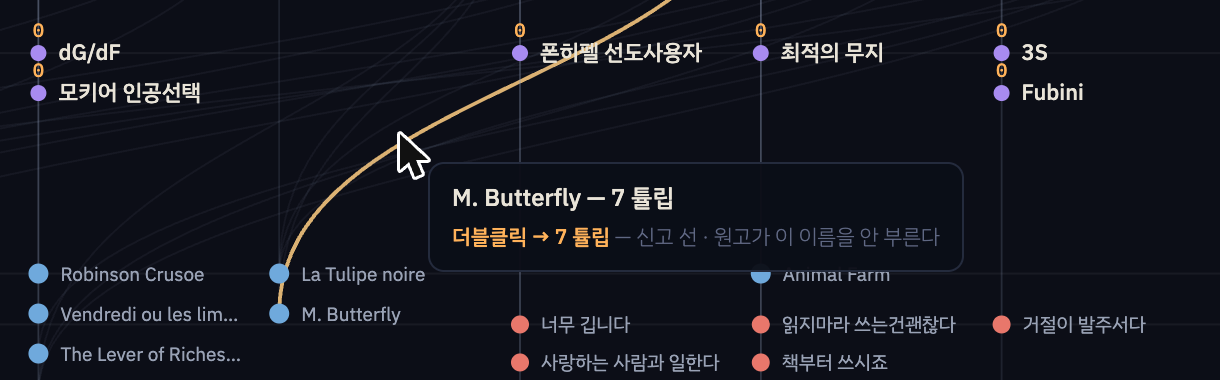 0 0 0 0
dG/dF 폰히펠 선도사용자 최적의 무지 3S
0 0
모키어 인공선택 Fubini
M. Butterfly — 7 튤립
더블클릭 → 7 튤립 — 신고 선 · 원고가 이 이름을 안 부른다
Robinson Crusoe La Tulipe noire Animal Farm
Vendredi ou les lim... M. Butterfly
너무 깁니다 읽지마라 쓰는건괜찮다 거절이 발주서다
The Lever of Riches...
사랑하는 사람과 일한다 책부터 쓰시죠